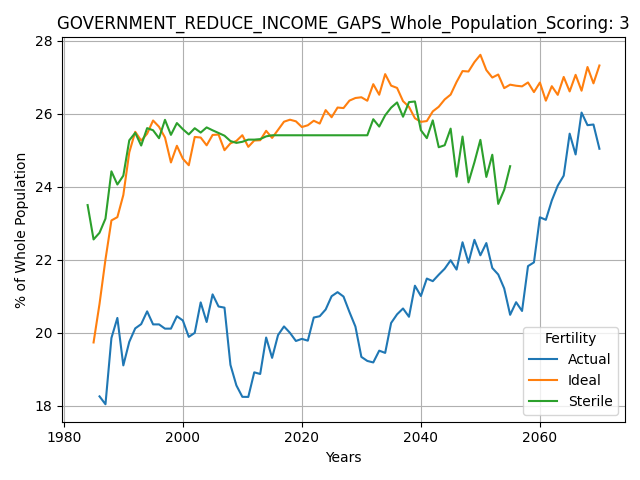 GOVERNMENT_REDUCE_INCOME_GAPS_Whole_Population_Scoring: 3
% of Whole Population
28
26
24
22
20
18
1980
2000
2020
2040
2060
Years
Fertility
Actual
Ideal
Sterile